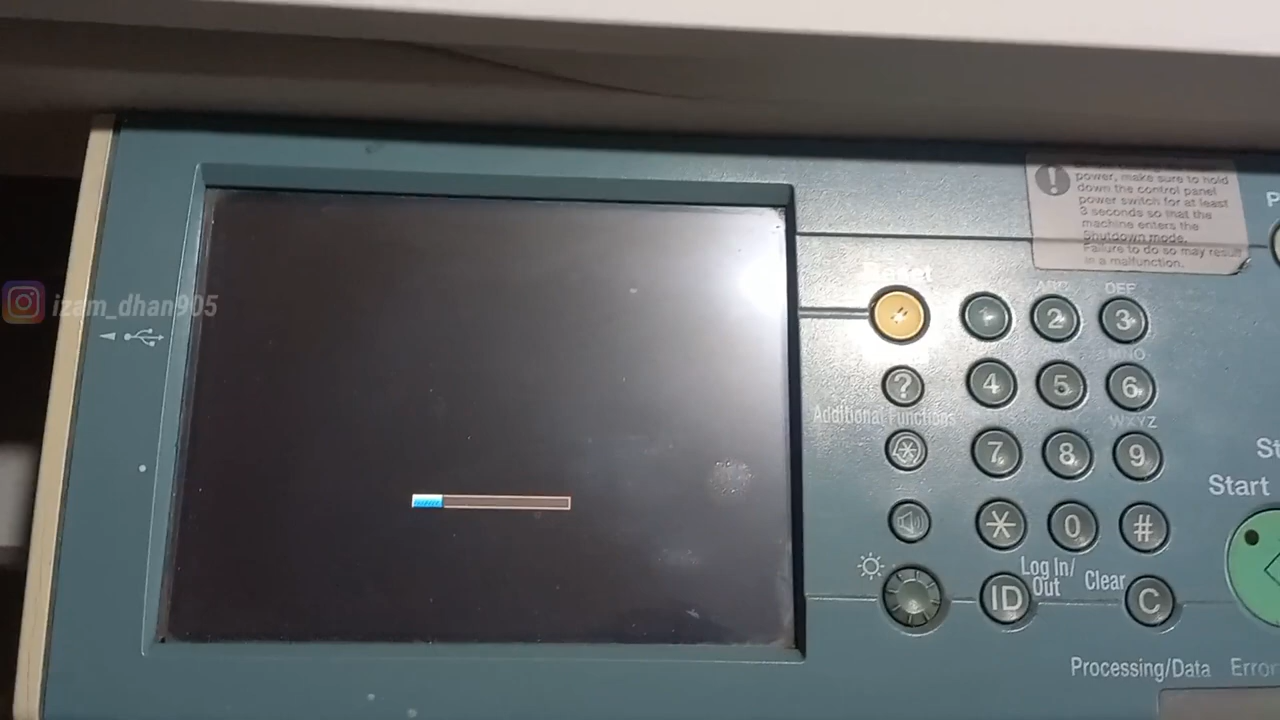 power, make sure to hold
down the control panel
power switch for at least
3 seconds so that the
machine enters the
Shutdown mode.
Failure to do so may result
in a malfunction.
izam_dhan905
Reset
ABC
DEF
2
3
?
4
5
6
MNO
Additional Functions
WXYZ
7
8
9
Start
*
0
#
Log In/
Out
Clear
ID
C
Processing/Data
Error